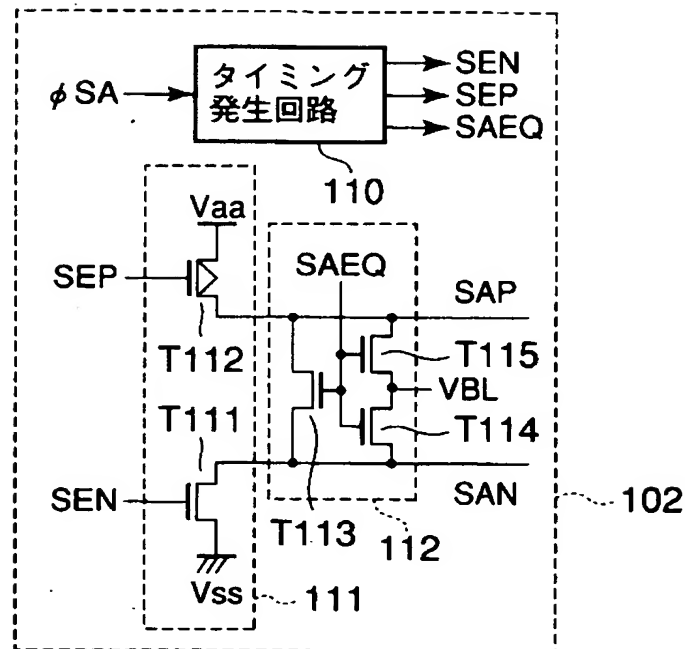 φSA
タイミング
発生回路
SEN
SEP
SAEQ
110
Vaa
SAEQ
SEP
SAP
T112
T115
VBL
T111
T114
SEN
SAN
102
T113
112
Vss
111